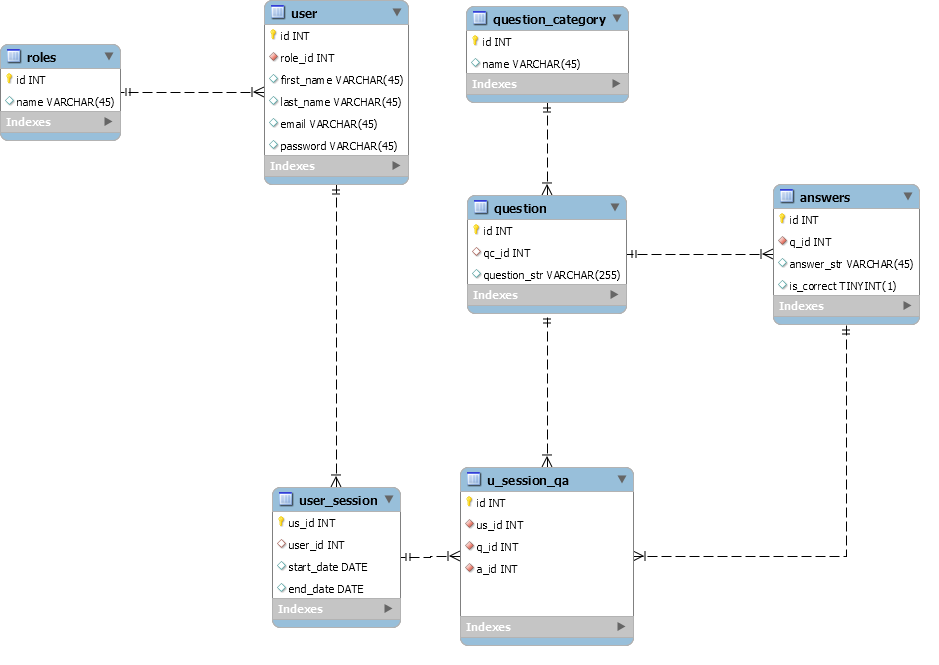 roles
id INT
name VARCHAR(45)
Indexes
user
id INT
role_id INT
first_name VARCHAR(45)
last_name VARCHAR(45)
email VARCHAR(45)
password VARCHAR(45)
Indexes
question_category
id INT
name VARCHAR(45)
Indexes
question
id INT
qc_id INT
question_str VARCHAR(255)
Indexes
answers
id INT
q_id INT
answer_str VARCHAR(45)
is_correct TINYINT(1)
Indexes
user_session
us_id INT
user_id INT
start_date DATE
end_date DATE
Indexes
u_session_qa
id INT
us_id INT
q_id INT
a_id INT
Indexes